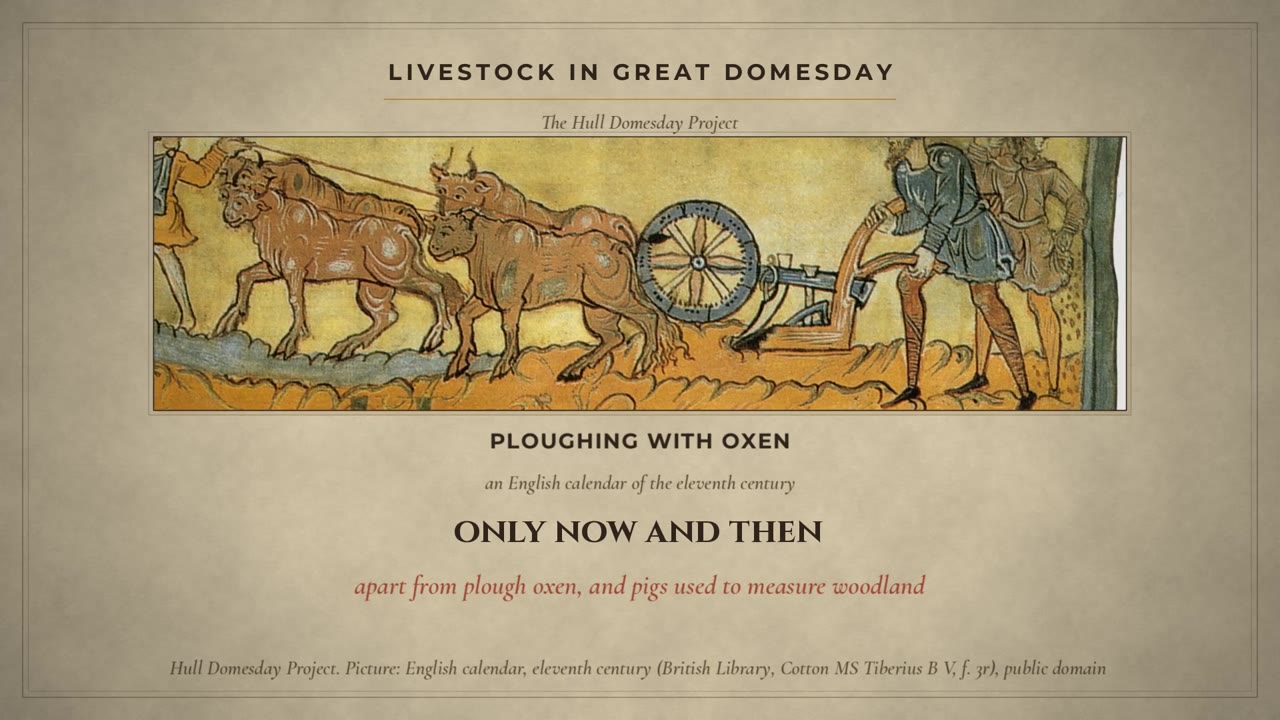 LIVESTOCK IN GREAT DOMESDAY
The Hull Domesday Project
PLOUGHING WITH OXEN
an English calendar of the eleventh century
ONLY NOW AND THEN
apart from plough oxen, and pigs used to measure woodland
Hull Domesday Project. Picture: English calendar, eleventh century (British Library, Cotton MS Tiberius B V, f. 3r), public domain